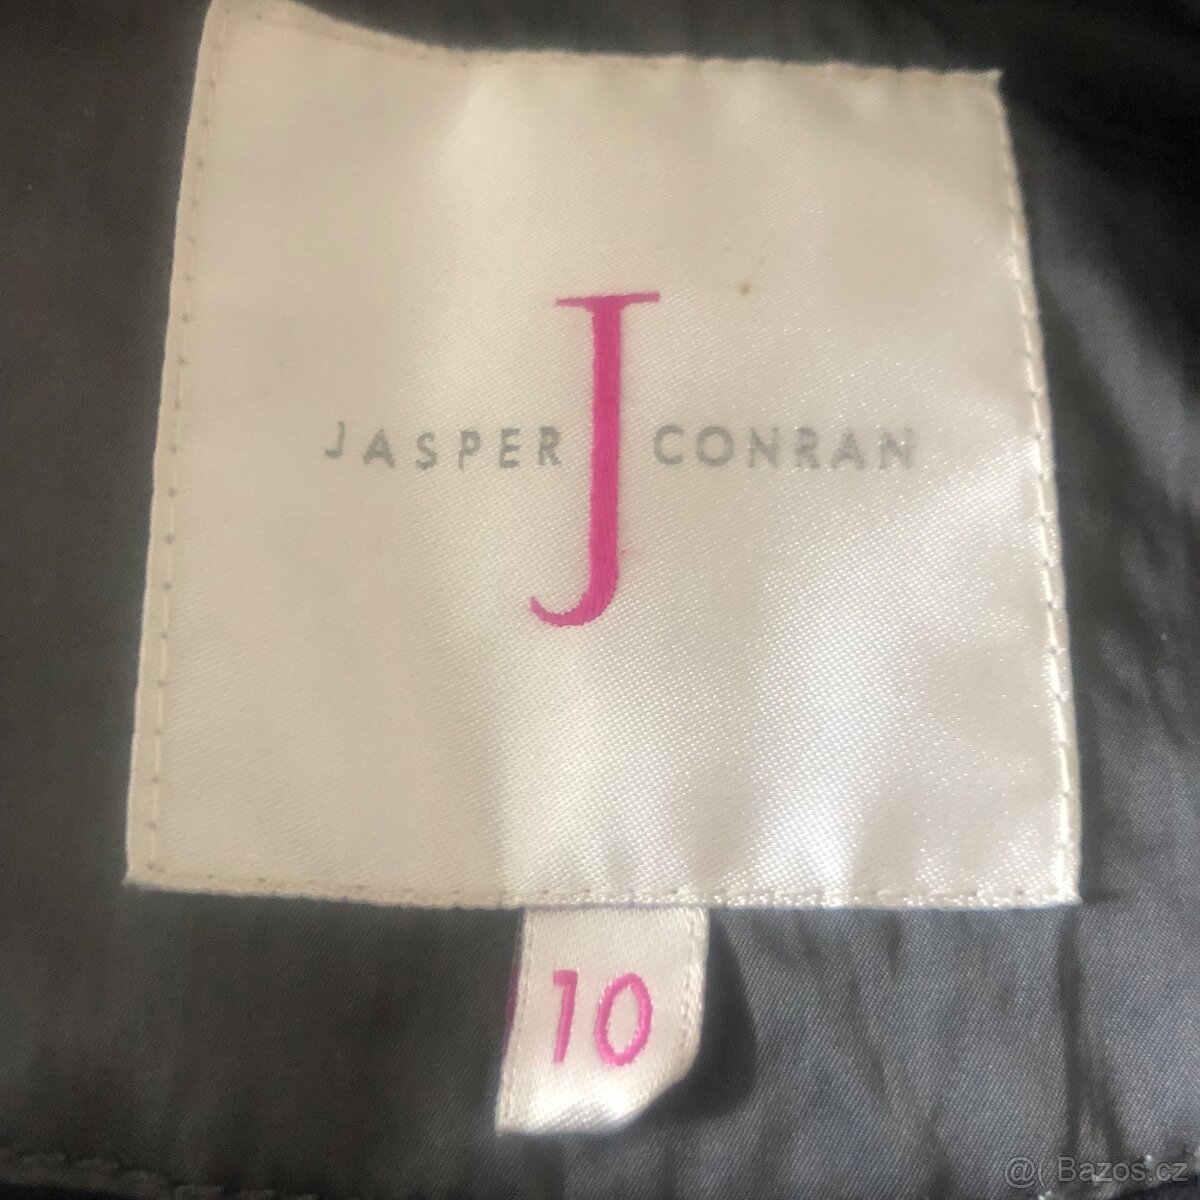 JASPER J CONRAN
10
@( Bazos.cz